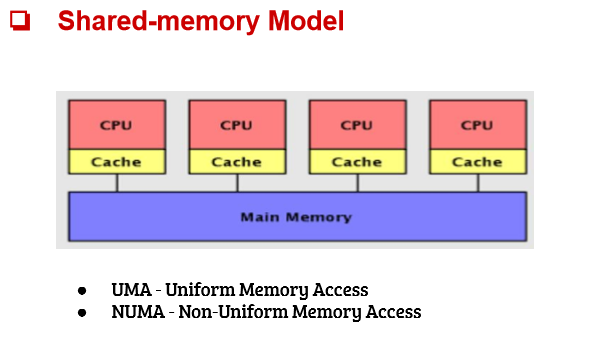 Shared-memory Model
CPU CPU CPU CPU
Cache Cache Cache Cache
Main Memory
● UMA - Uniform Memory Access
● NUMA - Non-Uniform Memory Access